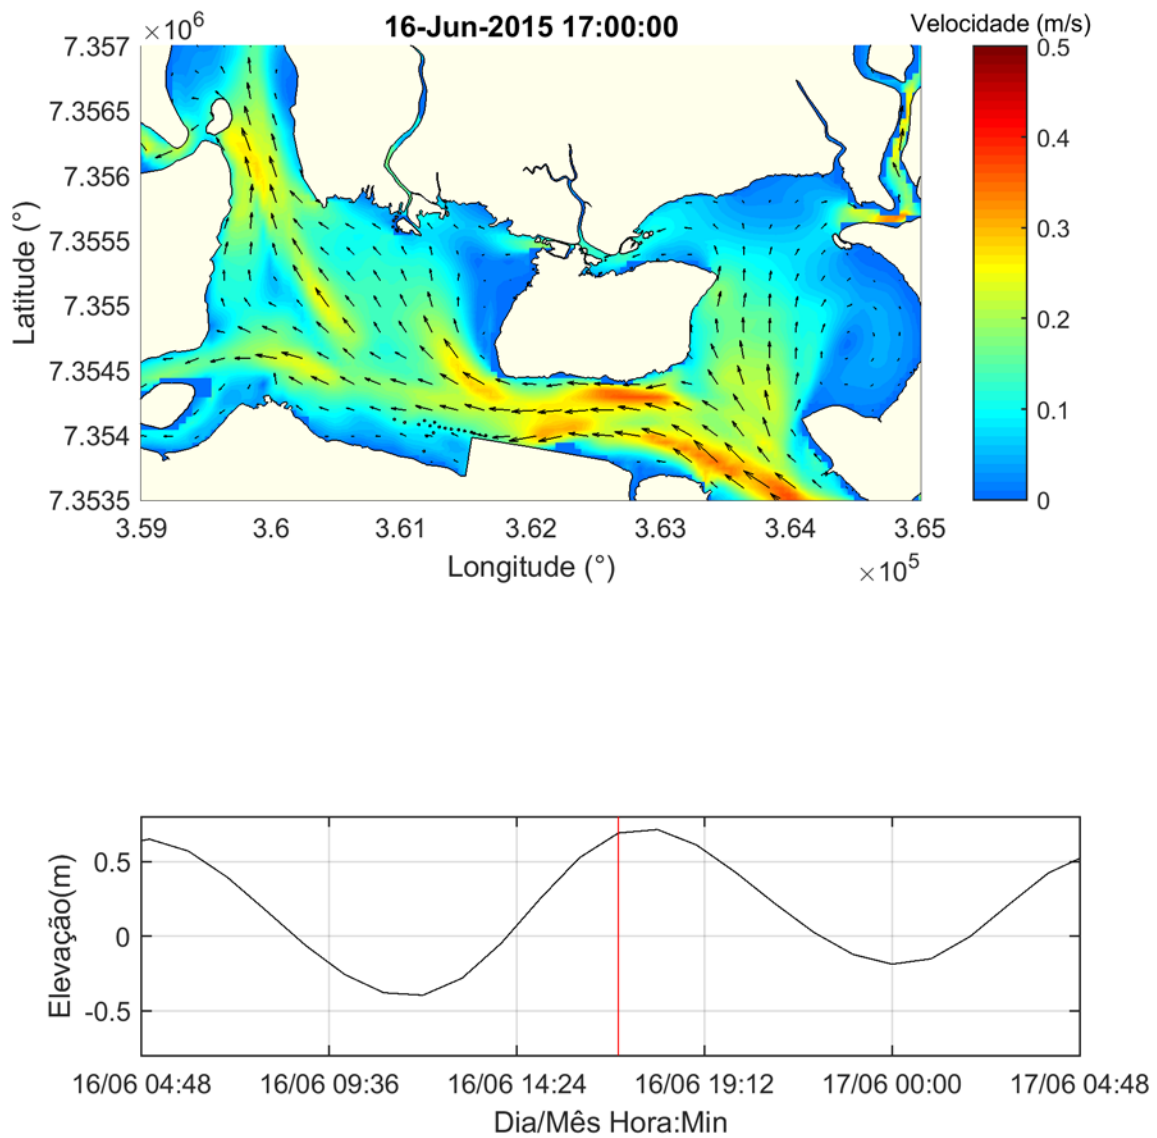 ×10⁶
16-Jun-2015 17:00:00
Velocidade (m/s)
7.357
7.3565
7.356
7.3555
7.355
7.3545
7.354
7.3535
Latitude (°)
3.59 3.6 3.61 3.62 3.63 3.64 3.65
Longitude (°)
×10⁵
0.5
0.4
0.3
0.2
0.1
0
Elevação(m)
0.5
0
-0.5
16/06 04:48 16/06 09:36 16/06 14:24 16/06 19:12 17/06 00:00 17/06 04:48
Dia/Mês Hora:Min